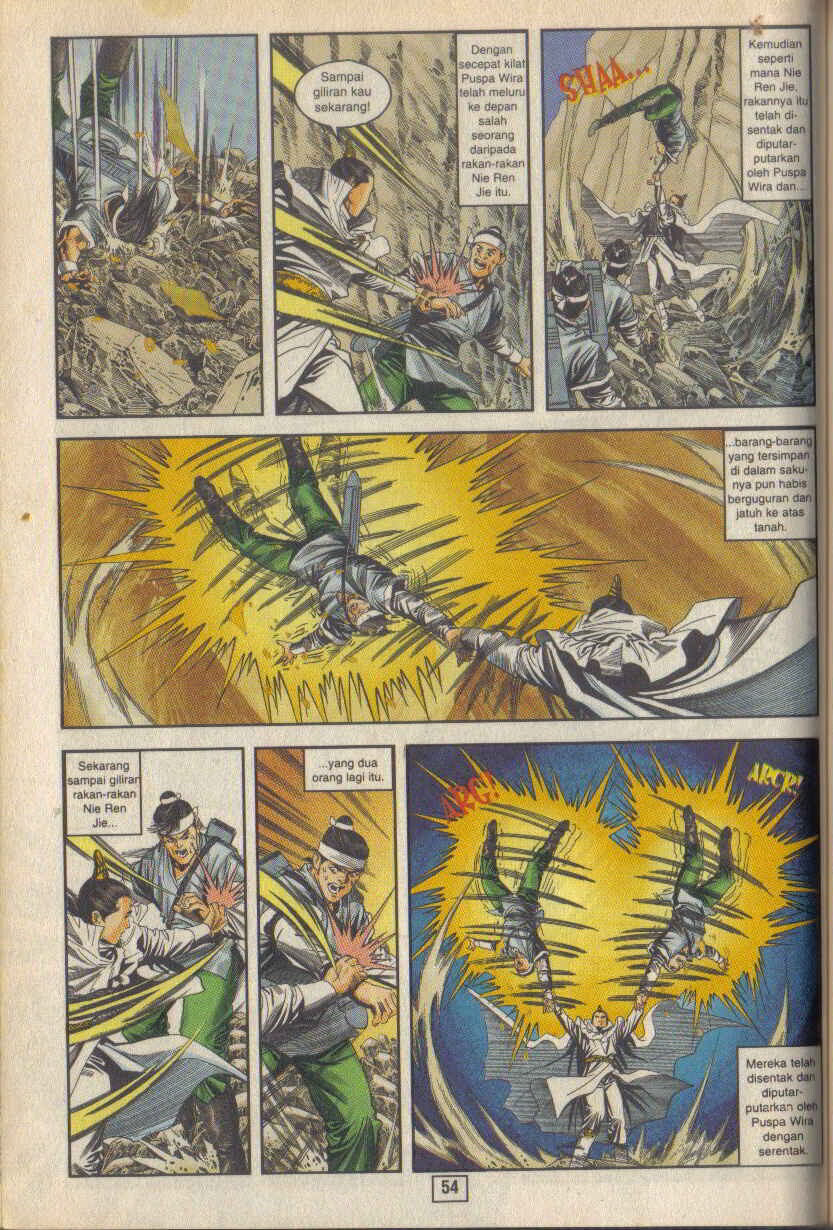 Sampai
giliran kau
sekarang!
Dengan
secepat kilat
Puspa Wira
telah meluru
ke depan
salah
seorang
daripada
rakan-rakan
Nie Ren
Jie itu.
SHAA...
Kemudian
seperti
mana Nie
Ren Jie,
rakannya itu
telah di-
sentak dan
diputar-
putarkan
oleh Puspa
Wira dan...
...barang-barang
yang tersimpan
di dalam saku-
nya pun habis
berguguran dan
jatuh ke atas
tanah.
Sekarang
sampai giliran
rakan-rakan
Nie Ren
Jie...
...yang dua
orang lagi itu.
ARG!
ARGR!
Mereka telah
disentak dan
diputar-
putarkan oleh
Puspa Wira
dengan
serentak.
54